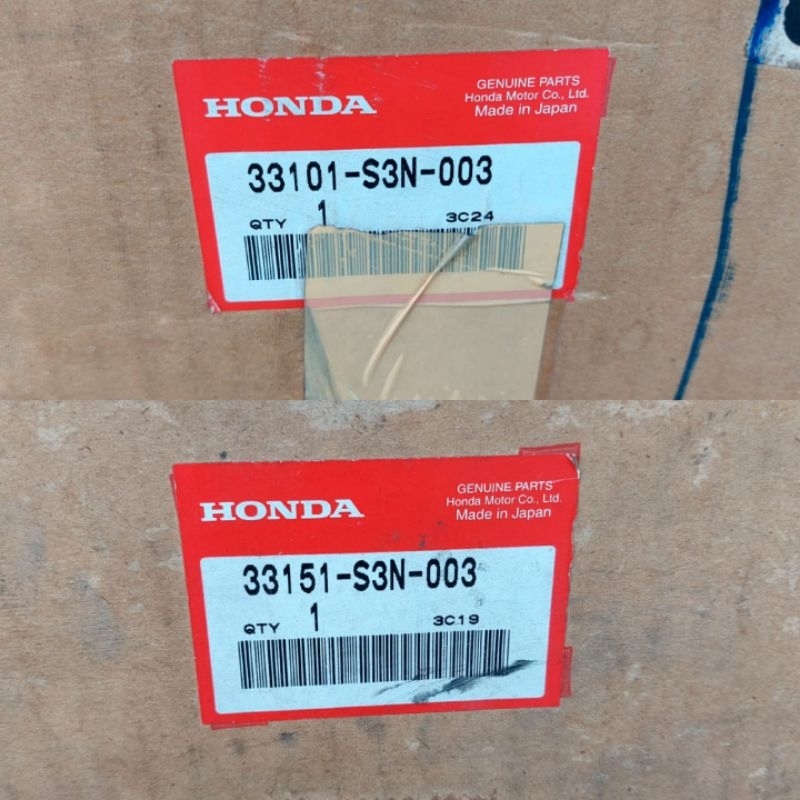 HONDA
GENUINE PARTS
Honda Motor Co., Ltd.
Made in Japan
33101-S3N-003
QTY 1 3C24
HONDA
GENUINE PARTS
Honda Motor Co., Ltd.
Made in Japan
33151-S3N-003
QTY 1 3C19